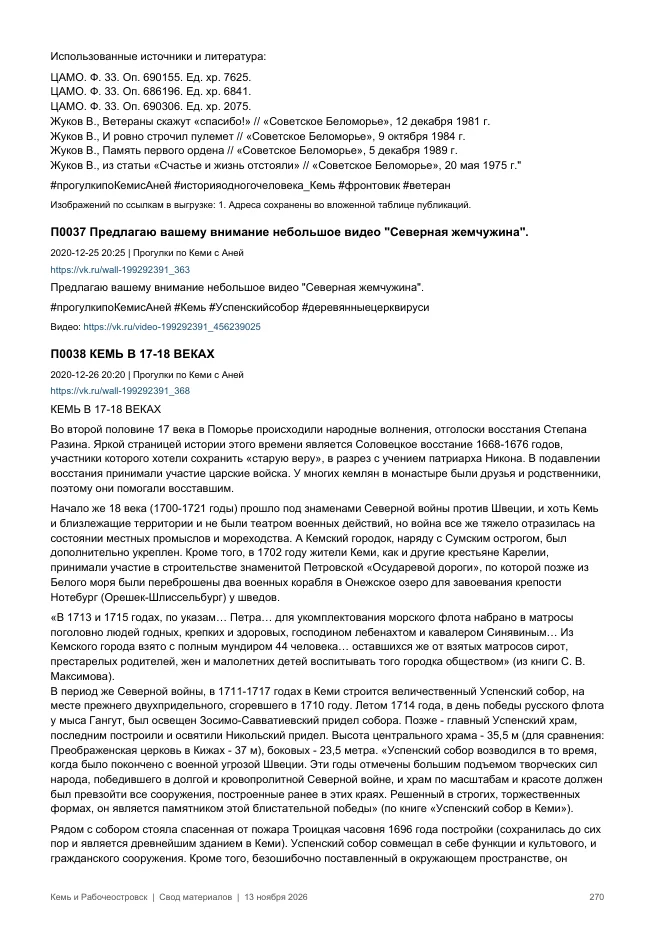 Использованные источники и литература:
ЦАМО. Ф. 33. Оп. 690155. Ед. хр. 7625.
ЦАМО. Ф. 33. Оп. 686196. Ед. хр. 6841.
ЦАМО. Ф. 33. Оп. 690306. Ед. хр. 2075.
Жуков В., Ветераны скажут «спасибо!» // «Советское Беломорье», 12 декабря 1981 г.
Жуков В., И ровно строчил пулемет // «Советское Беломорье», 9 октября 1984 г.
Жуков В., Память первого ордена // «Советское Беломорье», 5 декабря 1989 г.
Жуков В., из статьи «Счастье и жизнь отстояли» // «Советское Беломорье», 20 мая 1975 г."
#прогулкипоКемисАней #историяодногочеловека_Кемь #фронтовик #ветеран
Изображений по ссылкам в выгрузке: 1. Адреса сохранены во вложенной таблице публикаций.
П0037 Предлагаю вашему внимание небольшое видео "Северная жемчужина".
2020-12-25 20:25 | Прогулки по Кеми с Аней
https://vk.ru/wall-199292391_363
Предлагаю вашему внимание небольшое видео "Северная жемчужина".
#прогулкипоКемисАней #Кемь #Успенскийсобор #деревянныецерквируси
Видео: https://vk.ru/video-199292391_456239025
П0038 КЕМЬ В 17-18 ВЕКАХ
2020-12-26 20:20 | Прогулки по Кеми с Аней
https://vk.ru/wall-199292391_368
КЕМЬ В 17-18 ВЕКАХ
Во второй половине 17 века в Поморье происходили народные волнения, отголоски восстания Степана
Разина. Яркой страницей истории этого времени является Соловецкое восстание 1668-1676 годов,
участники которого хотели сохранить «старую веру», в разрез с учением патриарха Никона. В подавлении
восстания принимали участие царские войска. У многих кемлян в монастыре были друзья и родственники,
поэтому они помогали восставшим.
Начало же 18 века (1700-1721 годы) прошло под знаменами Северной войны против Швеции, и хоть Кемь
и близлежащие территории и не были театром военных действий, но война все же тяжело отразилась на
состоянии местных промыслов и мореходства. А Кемский городок, наряду с Сумским острогом, был
дополнительно укреплен. Кроме того, в 1702 году жители Кеми, как и другие крестьяне Карелии,
принимали участие в строительстве знаменитой Петровской «Осударевой дороги», по которой позже из
Белого моря были переброшены два военных корабля в Онежское озеро для завоевания крепости
Нотебург (Орешек-Шлиссельбург) у шведов.
«В 1713 и 1715 годах, по указам… Петра… для укомплектования морского флота набрано в матросы
поголовно людей годных, крепких и здоровых, господином лебенахтом и кавалером Синявиным… Из
Кемского города взято с полным мундиром 44 человека… оставшихся же от взятых матросов сирот,
престарелых родителей, жен и малолетних детей воспитывать того городка обществом» (из книги С. В.
Максимова).
В период же Северной войны, в 1711-1717 годах в Кеми строится величественный Успенский собор, на
месте прежнего двухпридельного, сгоревшего в 1710 году. Летом 1714 года, в день победы русского флота
у мыса Гангут, был освещен Зосимо-Савватиевский придел собора. Позже - главный Успенский храм,
последним построили и освятили Никольский придел. Высота центрального храма - 35,5 м (для сравнения:
Преображенская церковь в Кижах - 37 м), боковых - 23,5 метра. «Успенский собор возводился в то время,
когда было покончено с военной угрозой Швеции. Эти годы отмечены большим подъемом творческих сил
народа, победившего в долгой и кровопролитной Северной войне, и храм по масштабам и красоте должен
был превзойти все сооружения, построенные ранее в этих краях. Решенный в строгих, торжественных
формах, он является памятником этой блистательной победы» (по книге «Успенский собор в Кеми»).
Рядом с собором стояла спасенная от пожара Троицкая часовня 1696 года постройки (сохранилась до сих
пор и является древнейшим зданием в Кеми). Успенский собор совмещал в себе функции и культового, и
гражданского сооружения. Кроме того, безошибочно поставленный в окружающем пространстве, он
Кемь и Рабочеостровск | Свод материалов | 13 ноября 2026
270